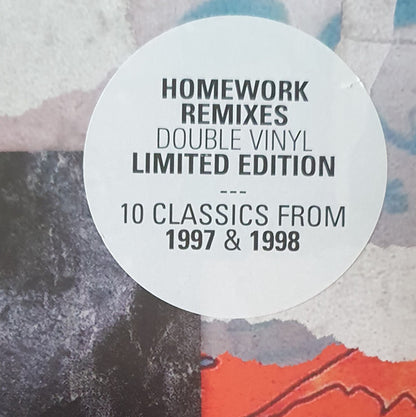 HOMEWORK
REMIXES
DOUBLE VINYL
LIMITED EDITION
---
10 CLASSICS FROM
1997 & 1998